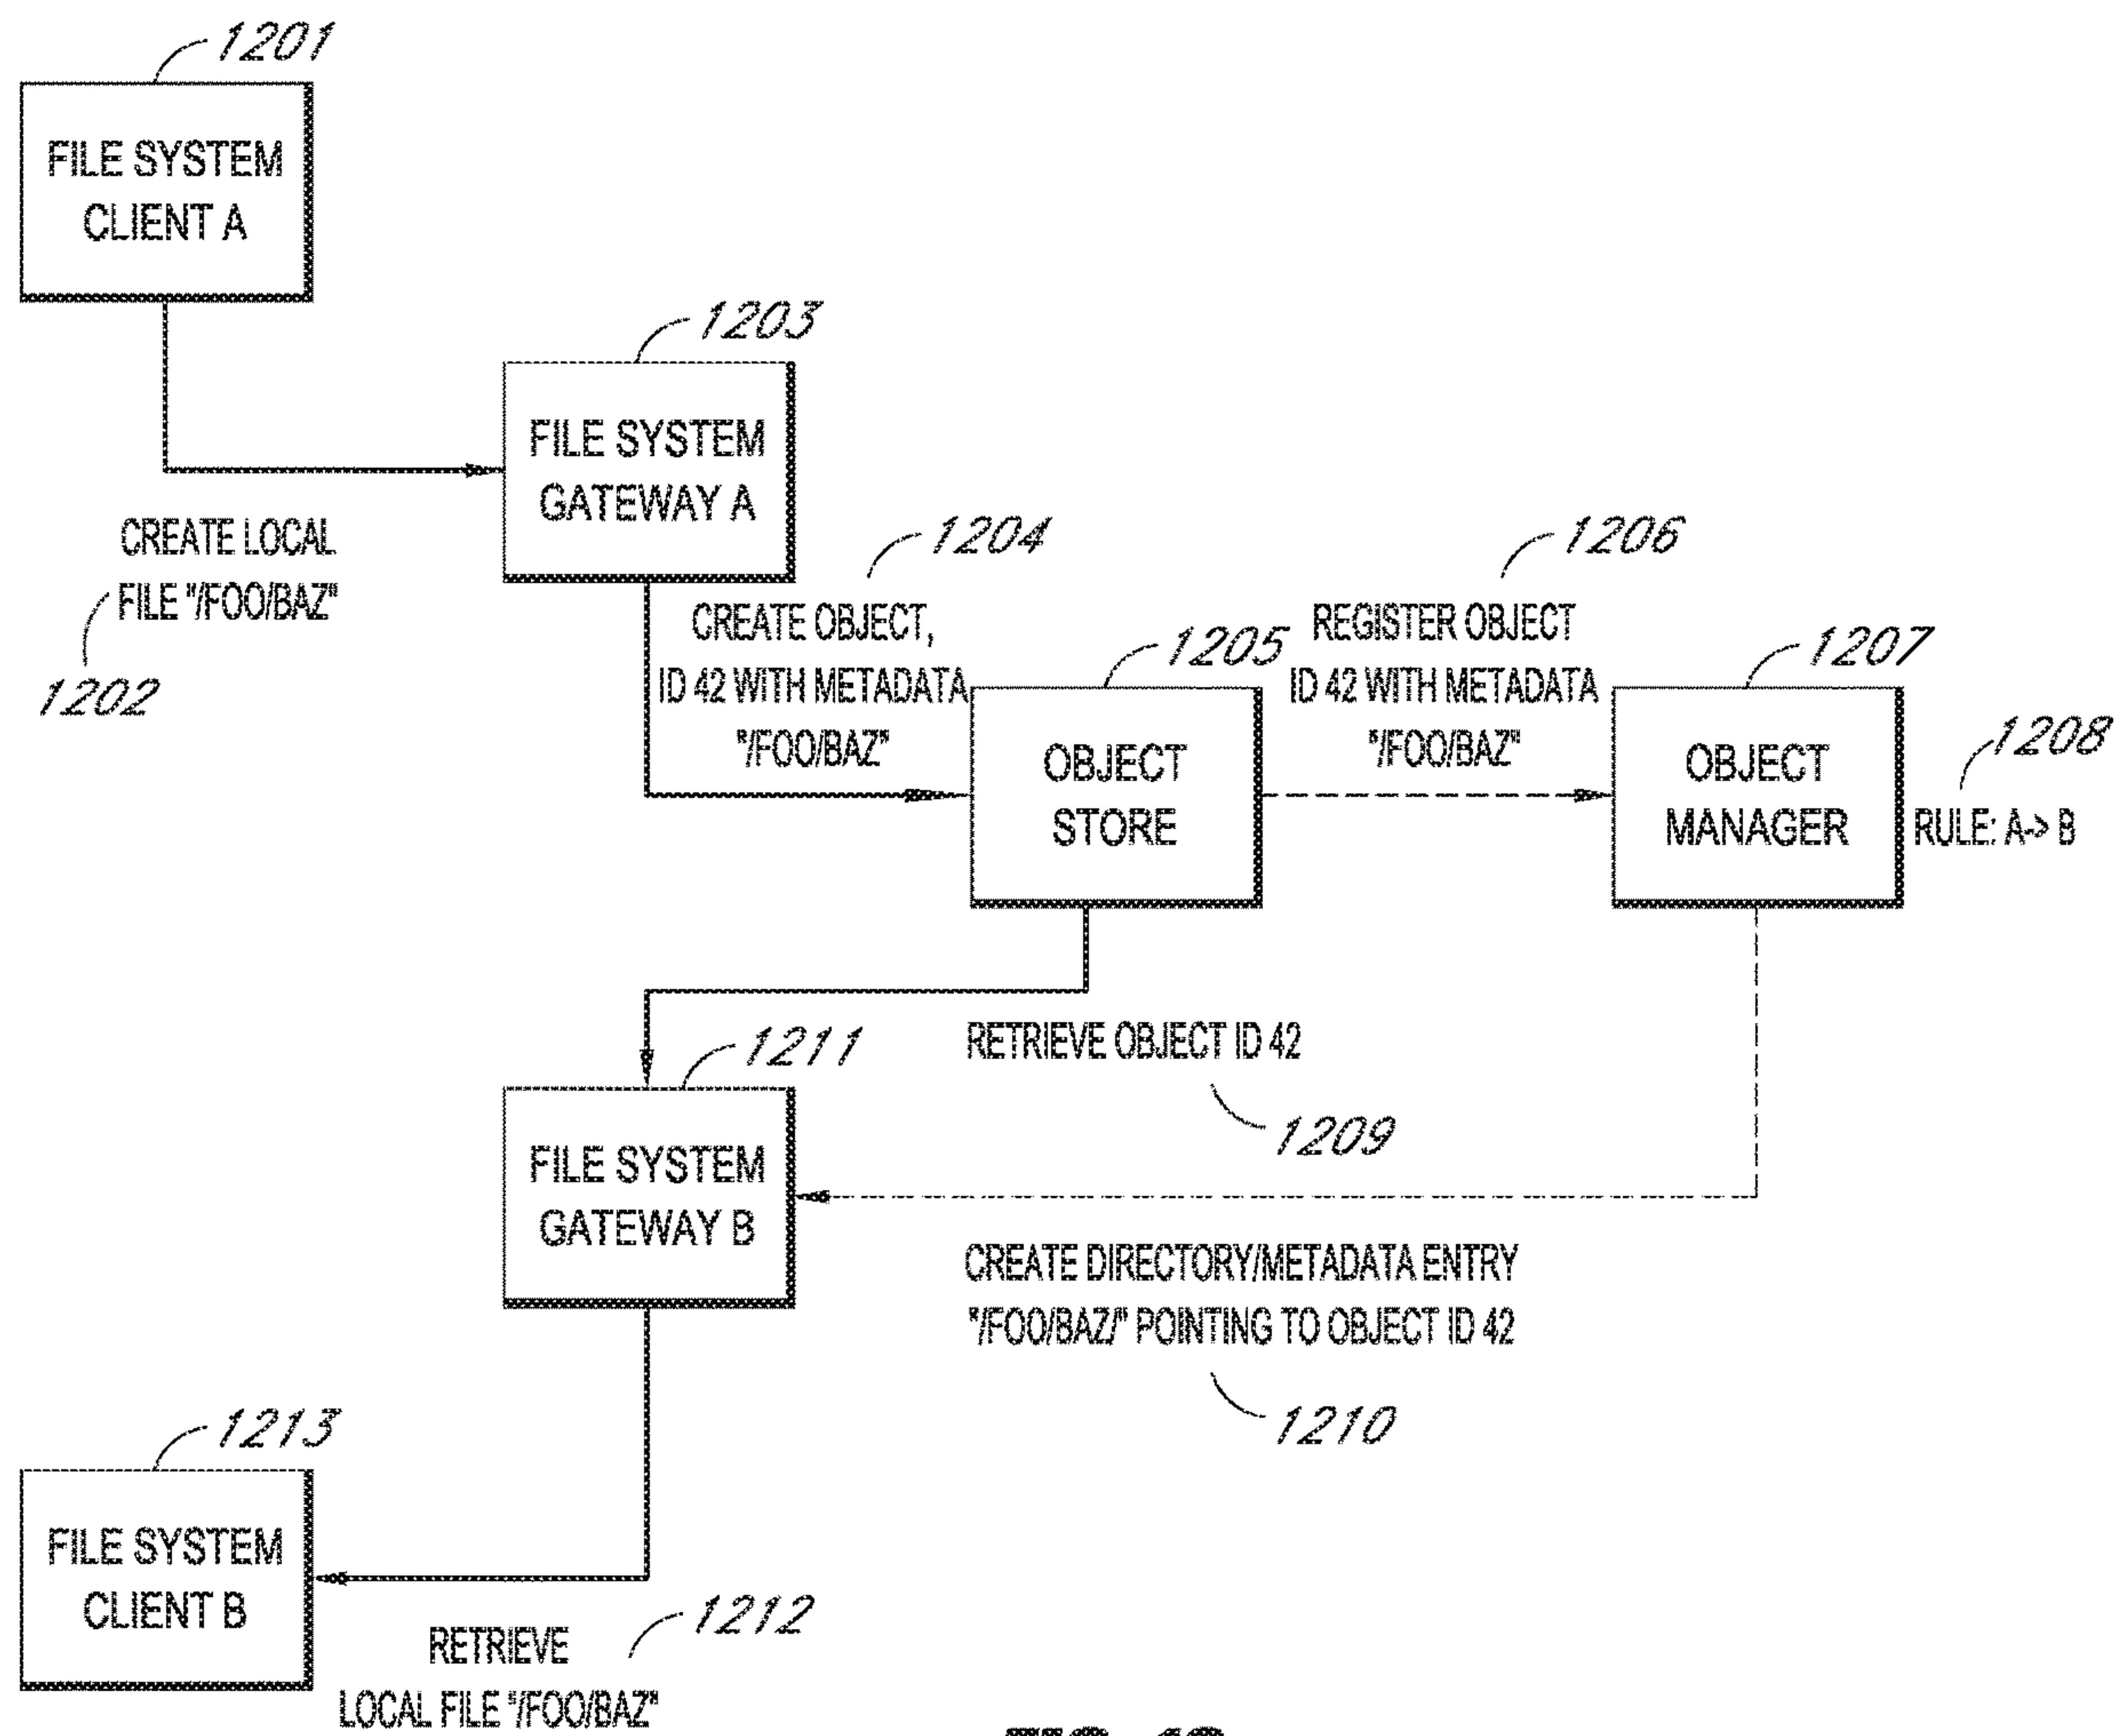 1201
FILE SYSTEM
CLIENT A
1203
FILE SYSTEM
GATEWAY A
CREATE LOCAL
FILE "/FOO/BAZ"
1202
1204
CREATE OBJECT,
ID 42 WITH METADATA
"/FOO/BAZ"
1205
OBJECT
STORE
1206
REGISTER OBJECT
ID 42 WITH METADATA
"/FOO/BAZ"
1207
OBJECT
MANAGER
1208
RULE: A-> B
RETRIEVE OBJECT ID 42
1209
1211
FILE SYSTEM
GATEWAY B
CREATE DIRECTORY/METADATA ENTRY
"/FOO/BAZ/" POINTING TO OBJECT ID 42
1210
1213
FILE SYSTEM
CLIENT B
1212
RETRIEVE
LOCAL FILE "/FOO/BAZ"